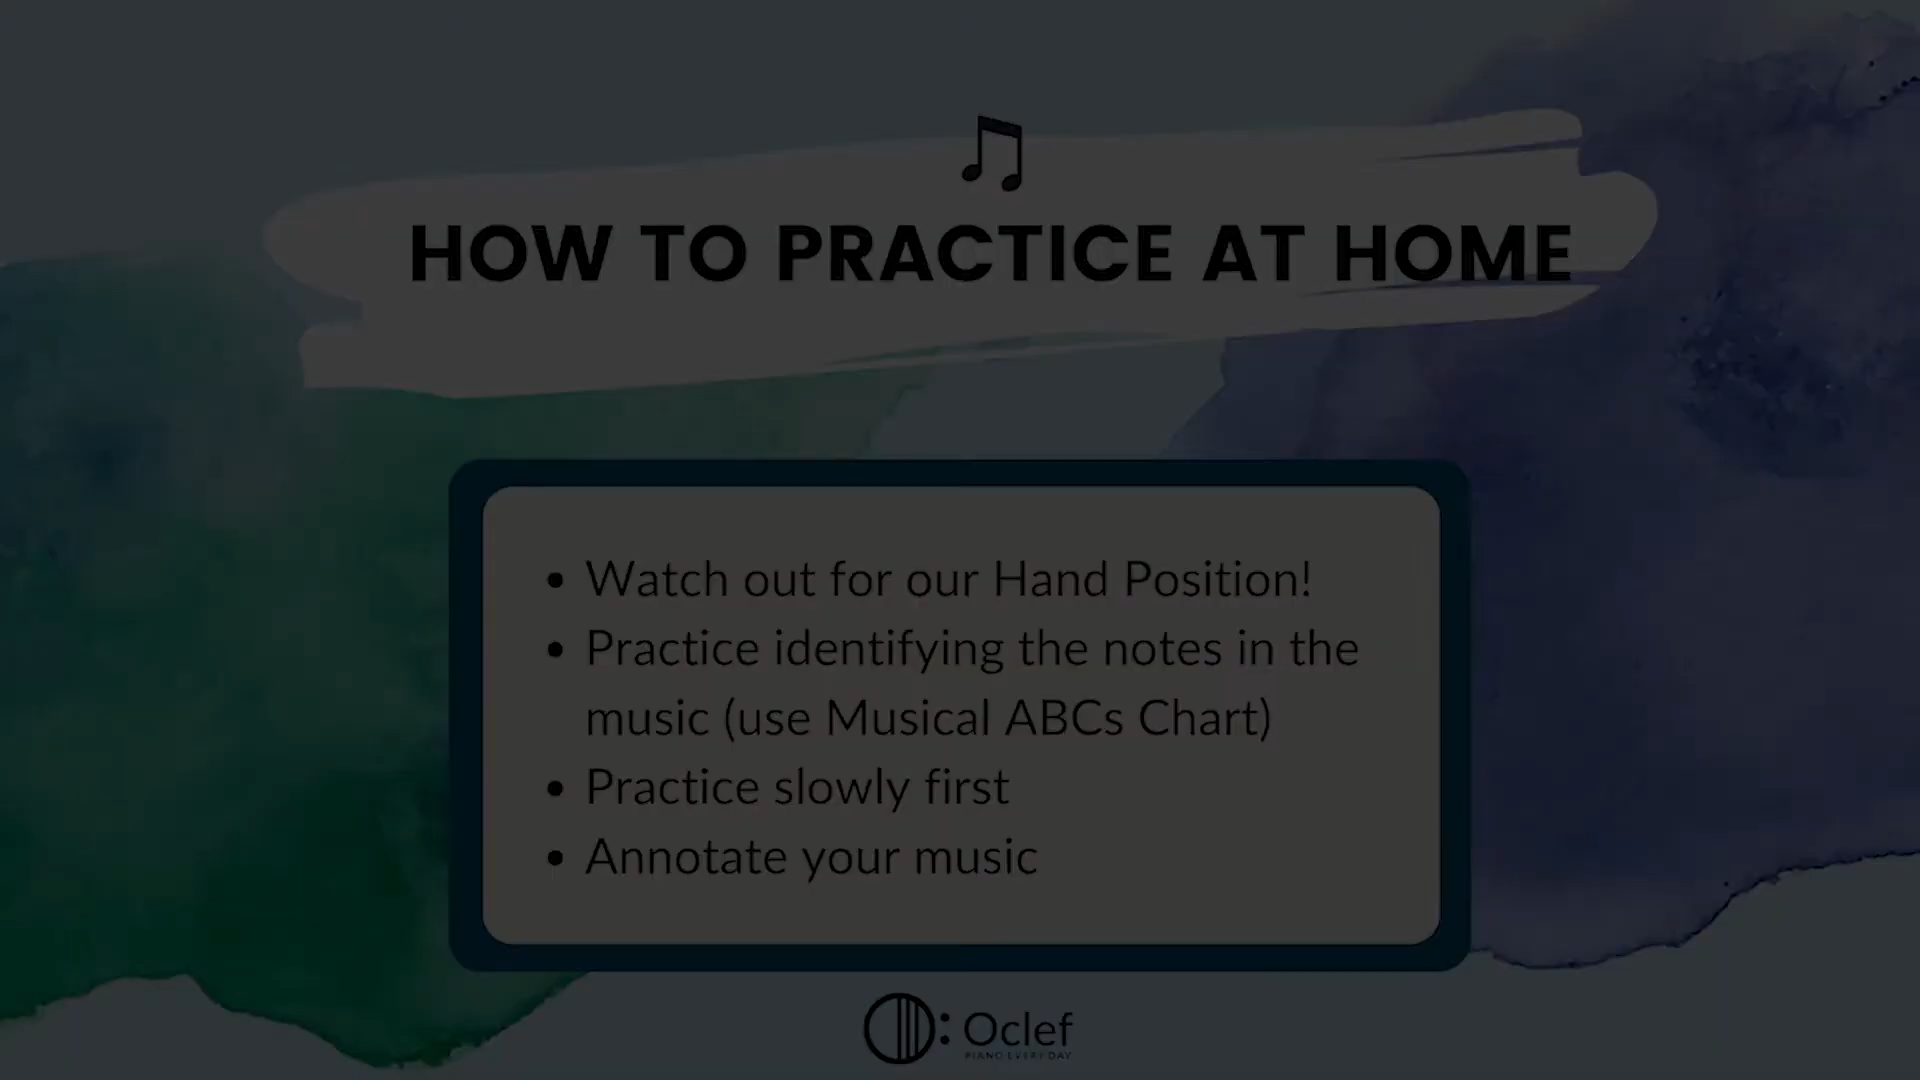 HOW TO PRACTICE AT HOME
• Watch out for our Hand Position!
• Practice identifying the notes in the
music (use Musical ABCs Chart)
• Practice slowly first
• Annotate your music
Oclef
PIANO EVERY DAY